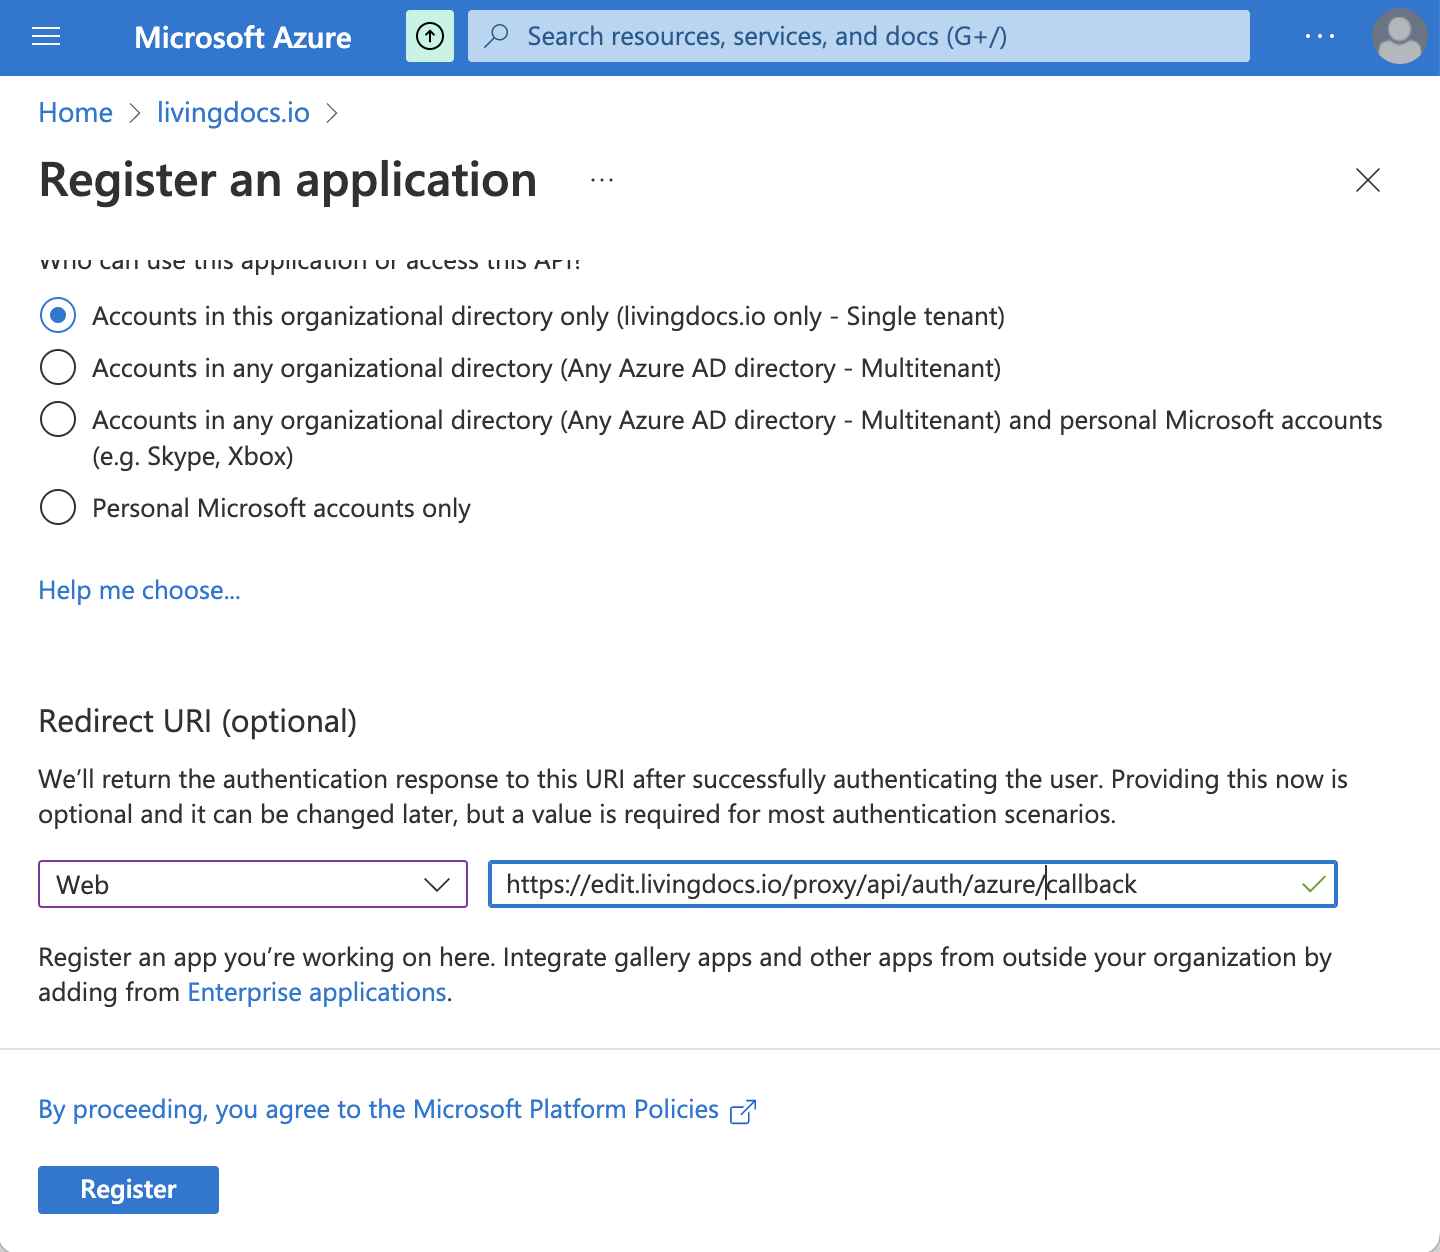 Microsoft Azure
Search resources, services, and docs (G+/)
Home > livingdocs.io >
Register an application
Who can use this application or access this API?
Accounts in this organizational directory only (livingdocs.io only - Single tenant)
Accounts in any organizational directory (Any Azure AD directory - Multitenant)
Accounts in any organizational directory (Any Azure AD directory - Multitenant) and personal Microsoft accounts
(e.g. Skype, Xbox)
Personal Microsoft accounts only
Help me choose...
Redirect URI (optional)
We’ll return the authentication response to this URI after successfully authenticating the user. Providing this now is
optional and it can be changed later, but a value is required for most authentication scenarios.
Web
https://edit.livingdocs.io/proxy/api/auth/azure/callback
Register an app you’re working on here. Integrate gallery apps and other apps from outside your organization by
adding from Enterprise applications.
By proceeding, you agree to the Microsoft Platform Policies
Register